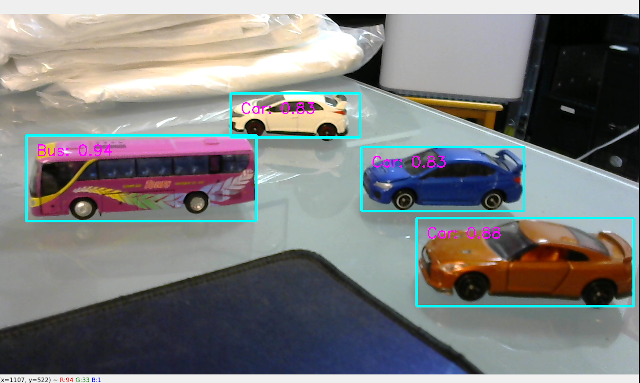 Car: 0.83
Bus: 0.94
Car: 0.83
Car: 0.86
x=1107, y=522) ~ R:94 G:33 B:1